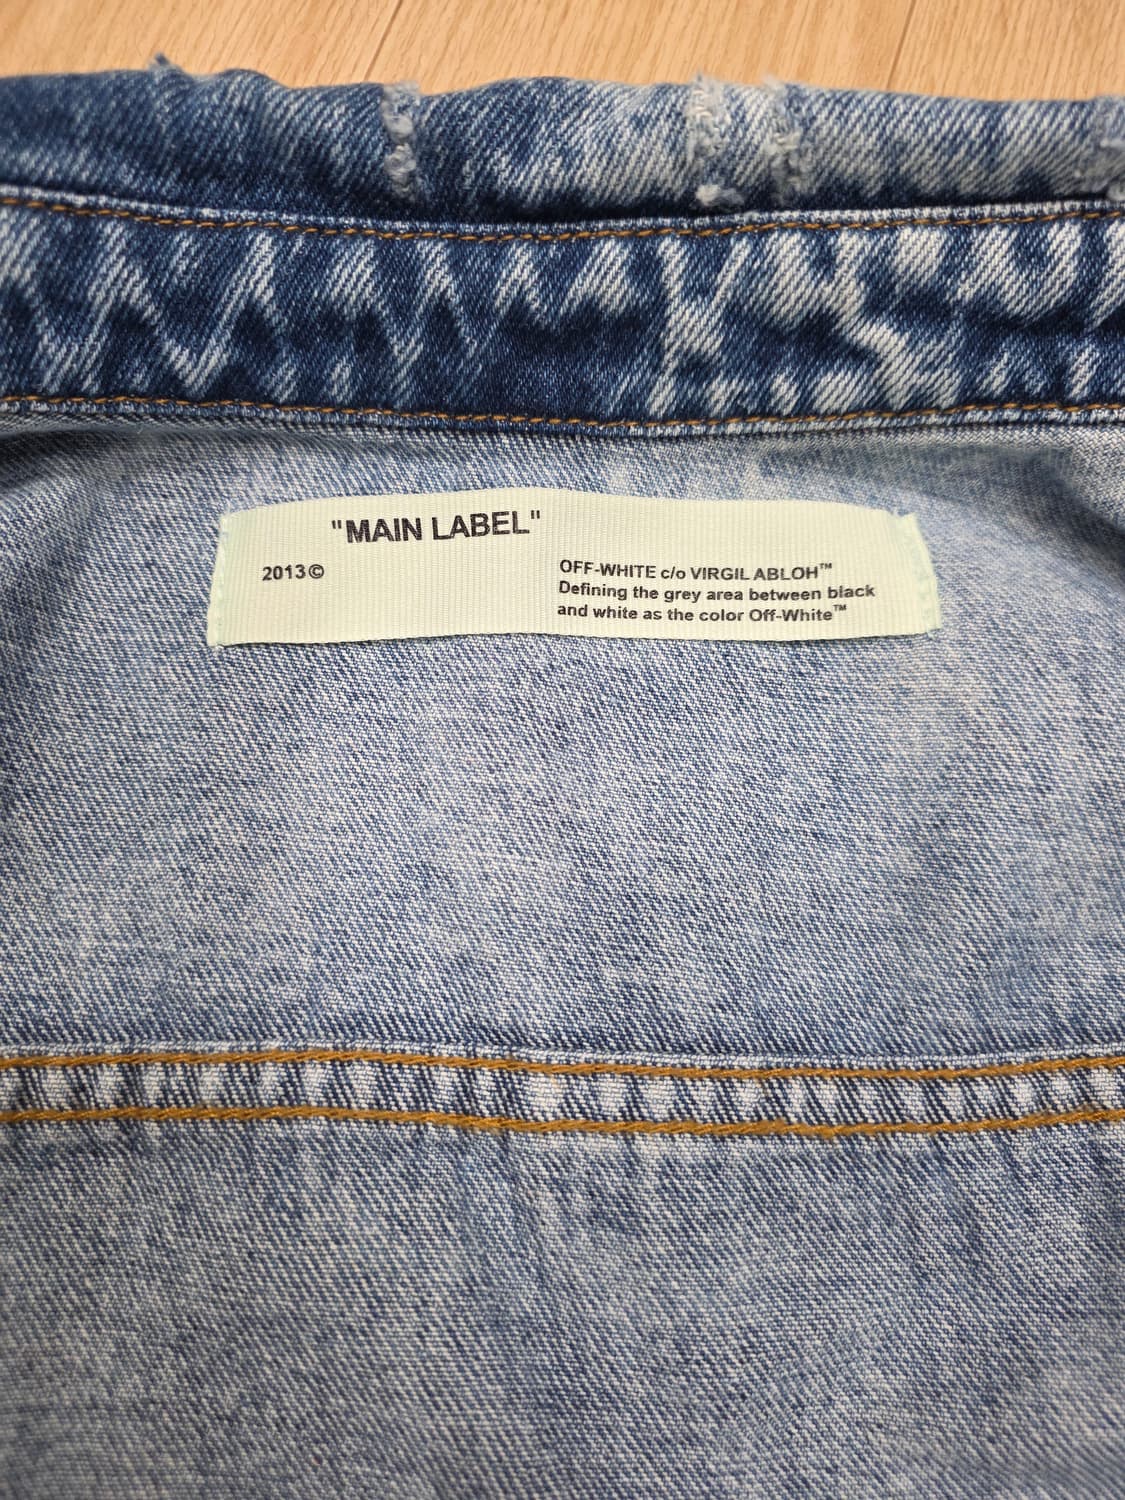 "MAIN LABEL"
2013©
OFF-WHITE c/o VIRGIL ABLOH™
Defining the grey area between black
and white as the color Off-White™